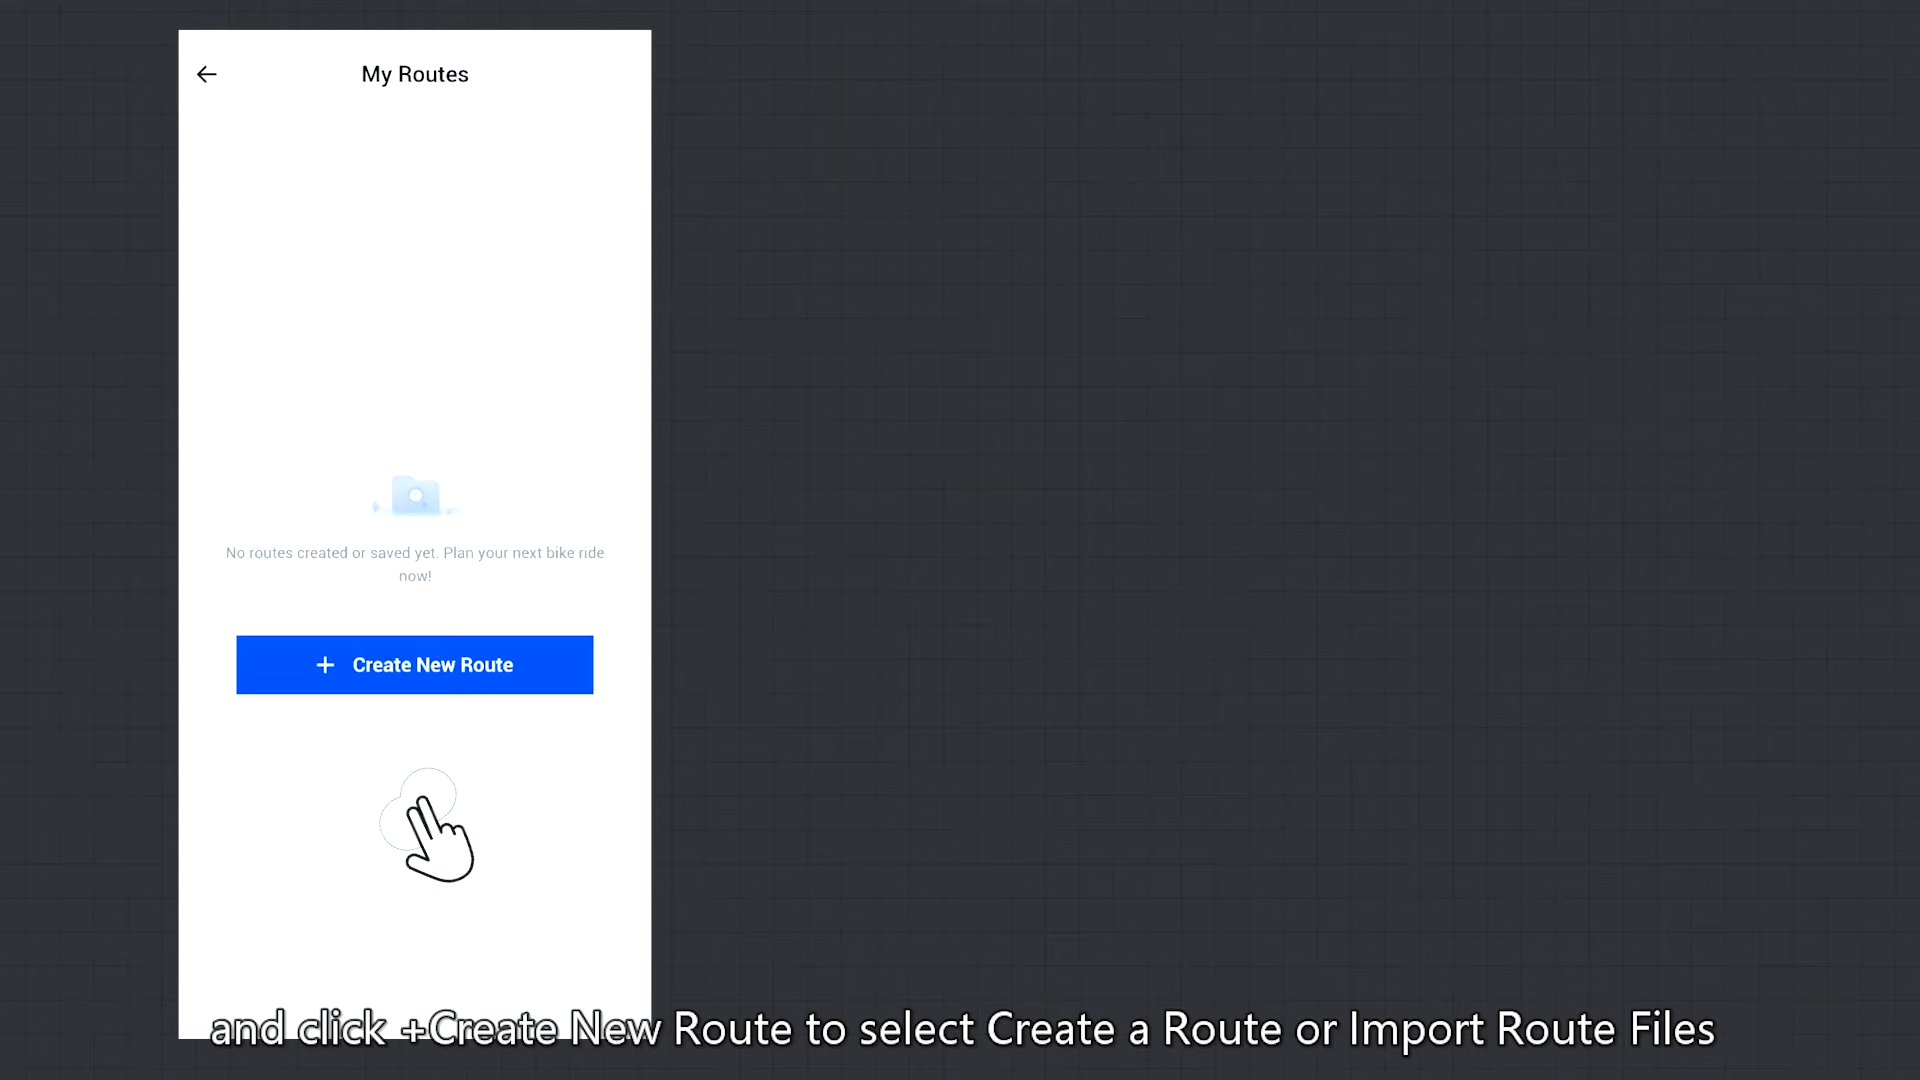 My Routes
No routes created or saved yet. Plan your next bike ride
now!
+ Create New Route
and click +Create New Route to select Create a Route or Import Route Files